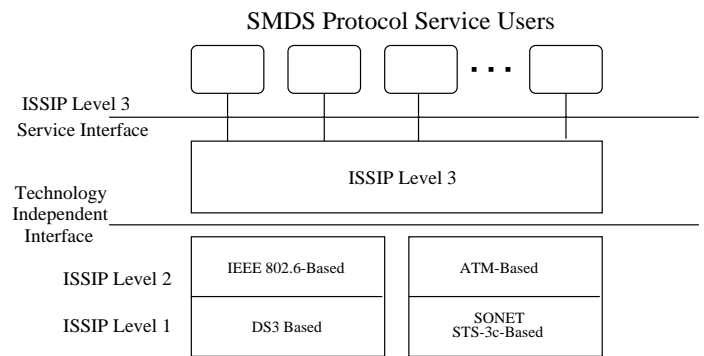 SMDS Protocol Service Users
ISSIP Level 3
Service Interface
ISSIP Level 3
Technology
Independent
Interface
ISSIP Level 2
IEEE 802.6-Based
ATM-Based
ISSIP Level 1
DS3 Based
SONET
STS-3c-Based